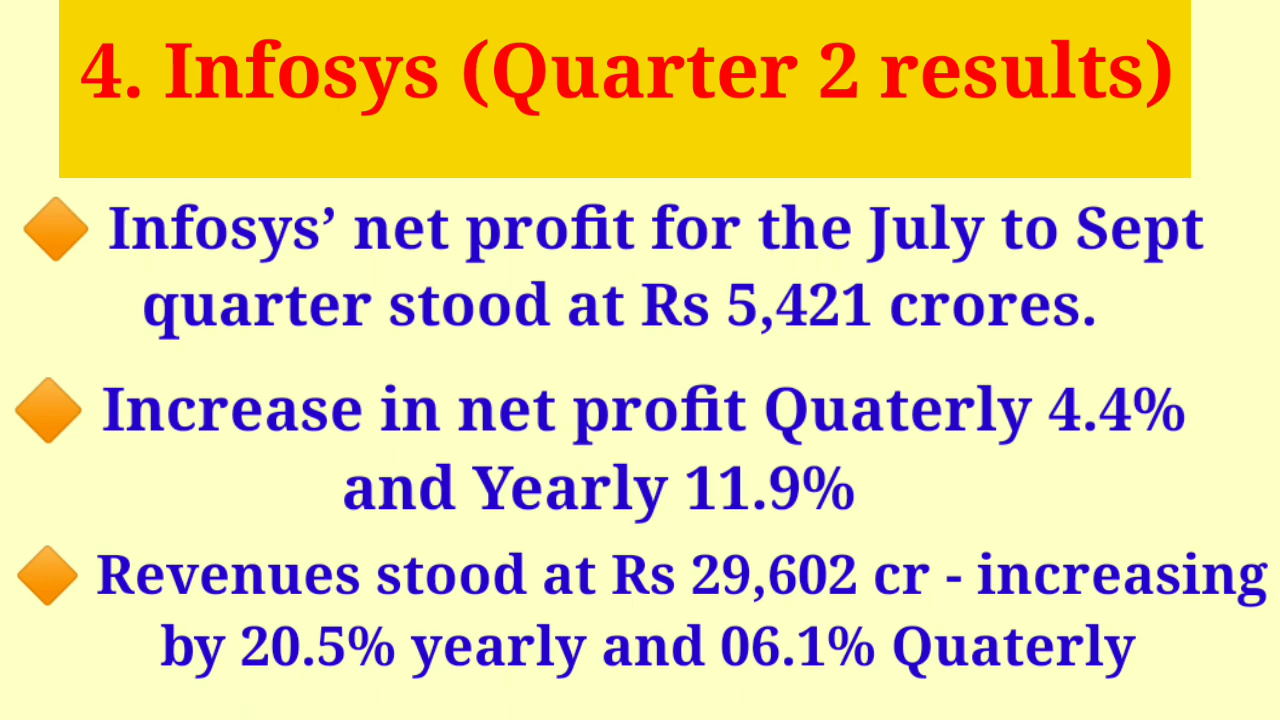 4. Infosys (Quarter 2 results)
🔶 Infosys’ net profit for the July to Sept
quarter stood at Rs 5,421 crores.
🔶 Increase in net profit Quaterly 4.4%
and Yearly 11.9%
🔶 Revenues stood at Rs 29,602 cr - increasing
by 20.5% yearly and 06.1% Quaterly